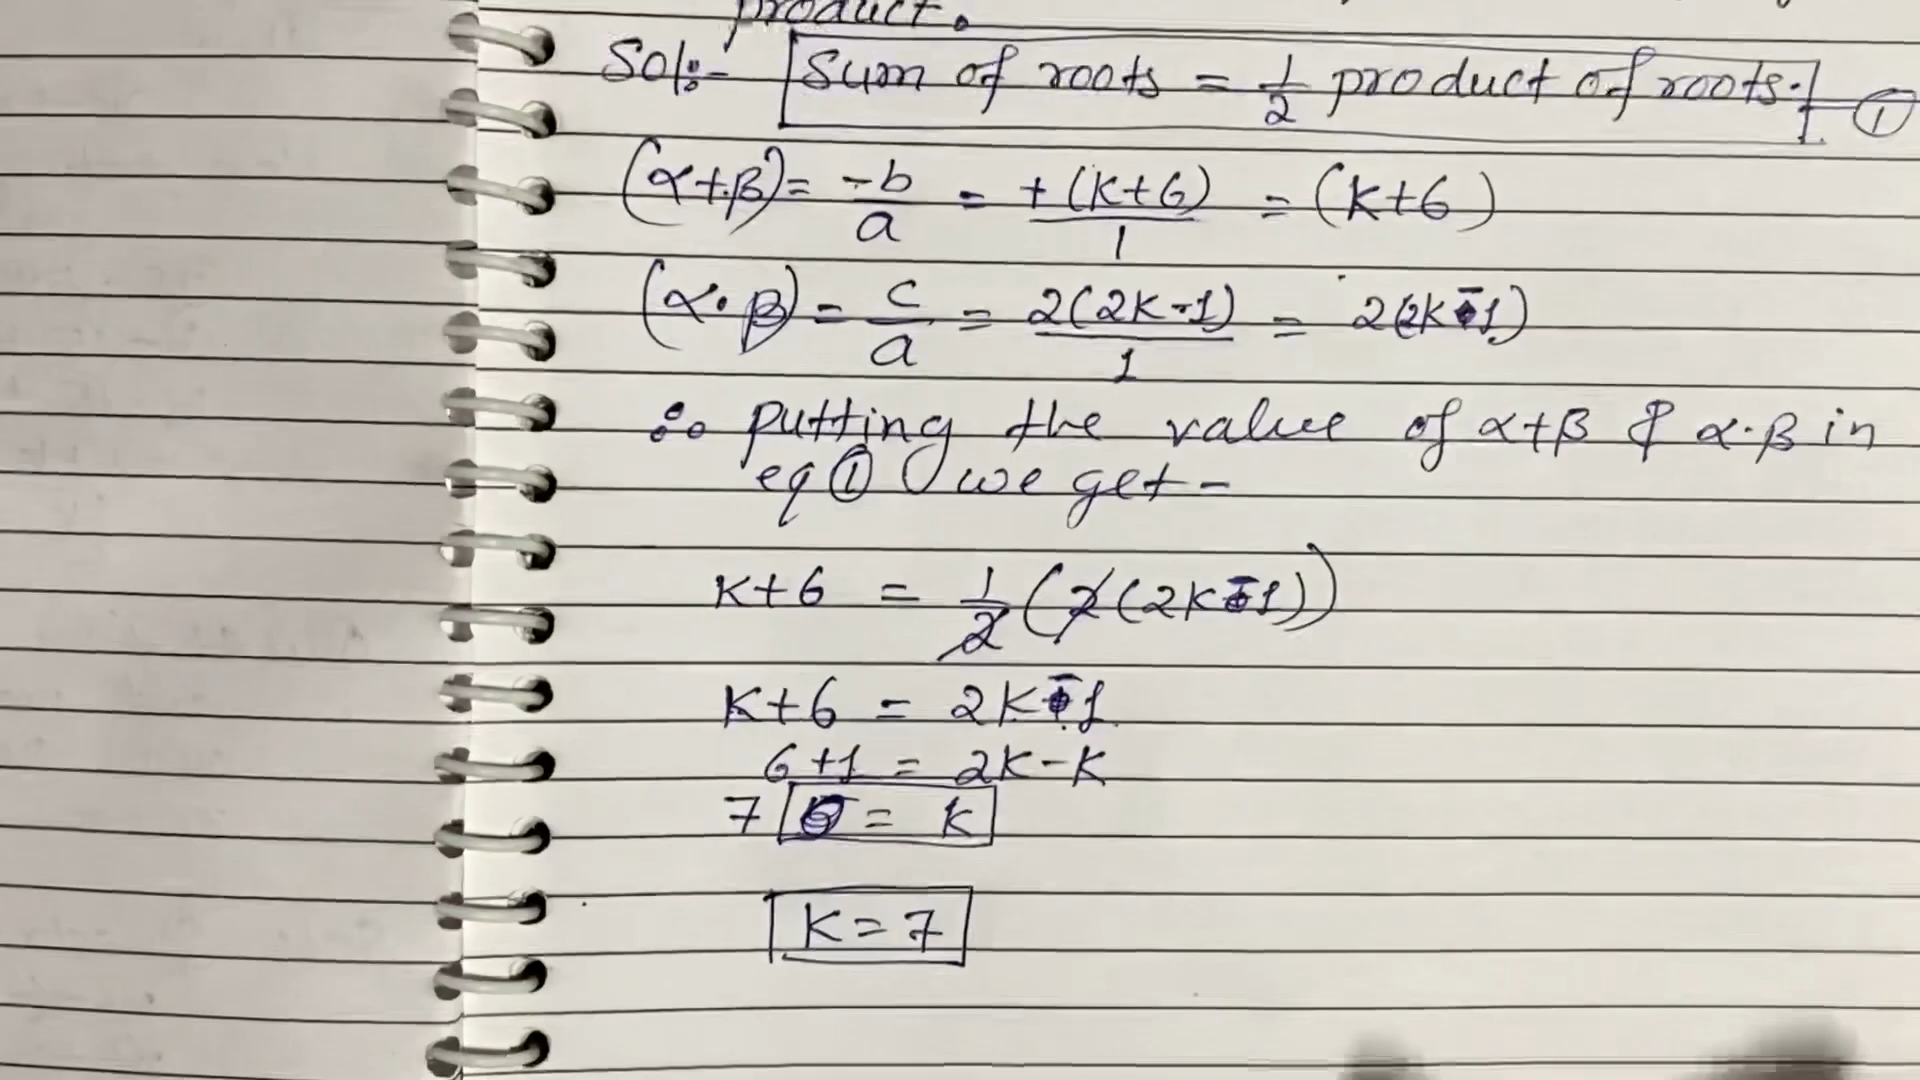 product.
Sol:- Sum of roots = 1/2 product of roots. ①
(α+β) = -b/a = +(K+6)/1 = (K+6)
(α·β) = c/a = 2(2K-1)/1 = 2(2K-1)
∴ putting the value of α+β & α·β in
eq ① we get -
K+6 = 1/2 (2(2K-1))
K+6 = 2K-1
6+1 = 2K-K
7 = K
K = 7